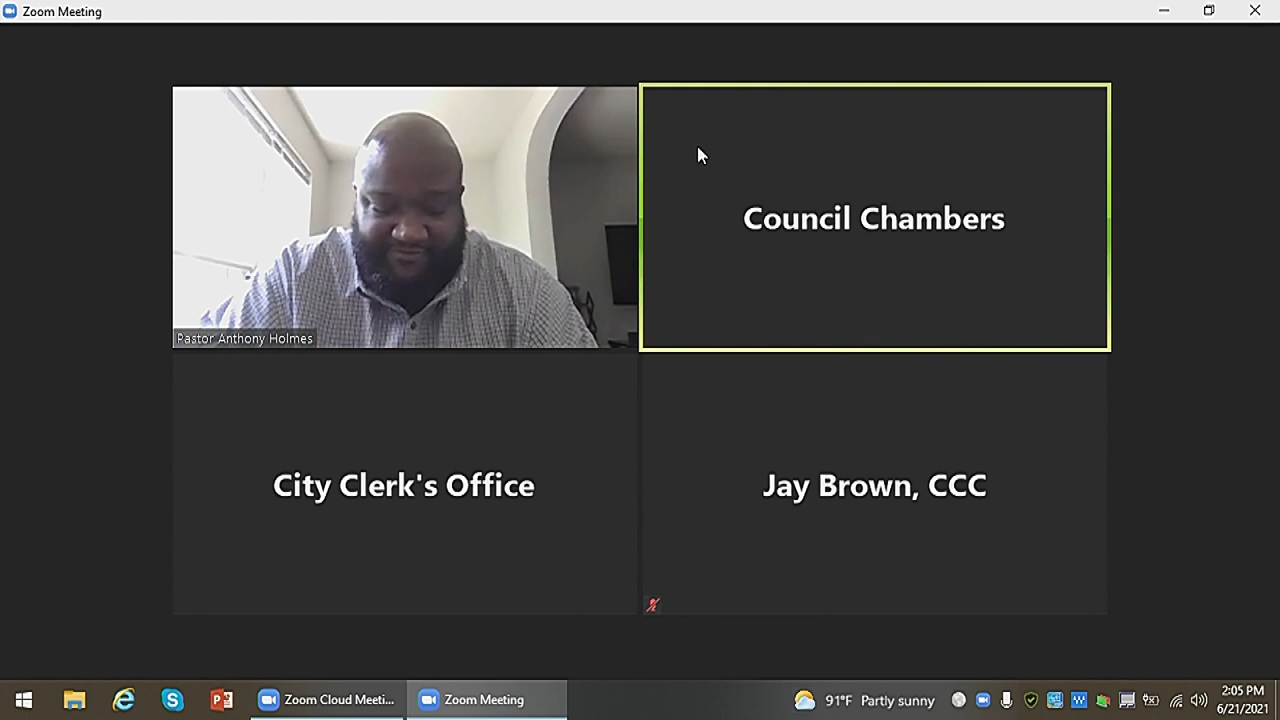 Zoom Meeting
Pastor Anthony Holmes
Council Chambers
City Clerk's Office
Jay Brown, CCC
Zoom Cloud Meeti...
Zoom Meeting
91°F Partly sunny
2:05 PM
6/21/2021